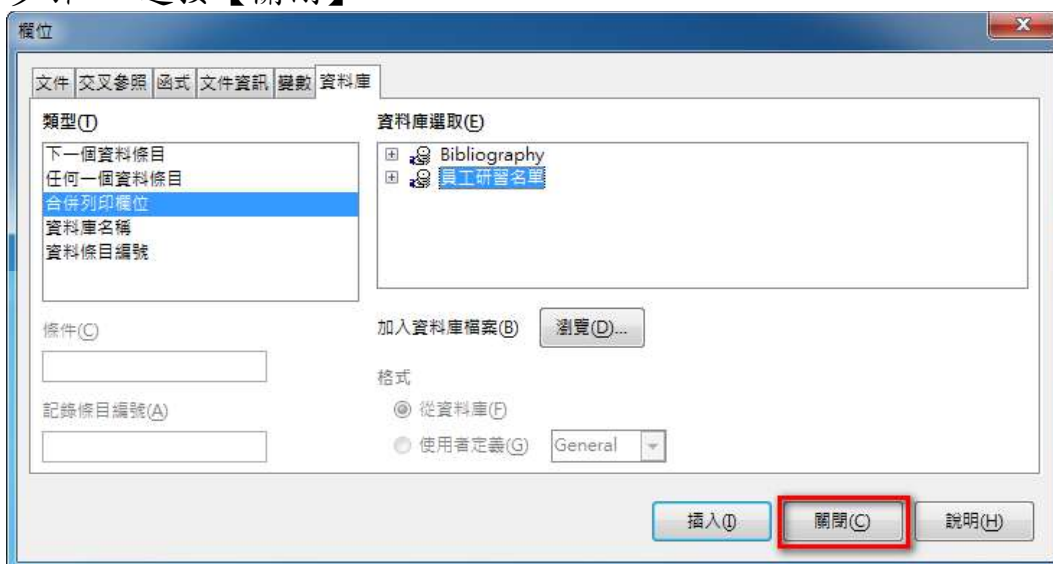 【關閉】
欄位
文件 交叉參照 函式 文件資訊 變數 資料庫
類型(T)
下一個資料條目
任何一個資料條目
合併列印欄位
資料庫名稱
資料條目編號
條件(C)
記錄條目編號(A)
資料庫選取(E)
Bibliography
員工研習名單
加入資料庫檔案(B) 瀏覽(D)...
格式
從資料庫(F)
使用者定義(G) General
插入(I) 關閉(C) 說明(H)